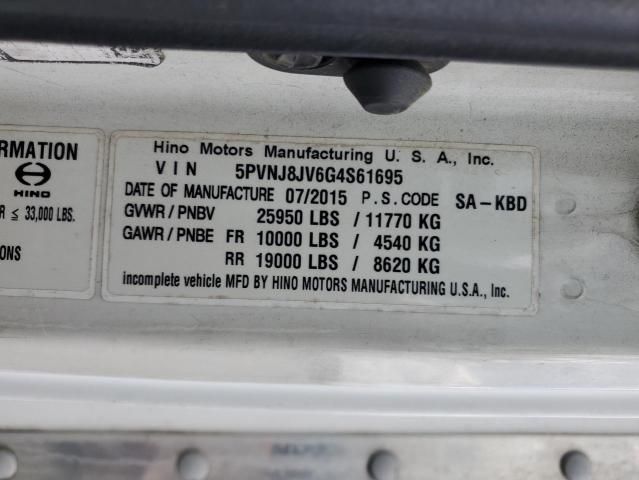 RMATION
HINO
R ≤ 33,000 LBS.
ONS
Hino Motors Manufacturing U. S. A., Inc.
VIN 5PVNJ8JV6G4S61695
DATE OF MANUFACTURE 07/2015 P.S.CODE SA-KBD
GVWR/PNBV 25950 LBS /11770 KG
GAWR/PNBE FR 10000 LBS / 4540 KG
RR 19000 LBS / 8620 KG
incomplete vehicle MFD BY HINO MOTORS MANUFACTURING U.S.A., Inc.